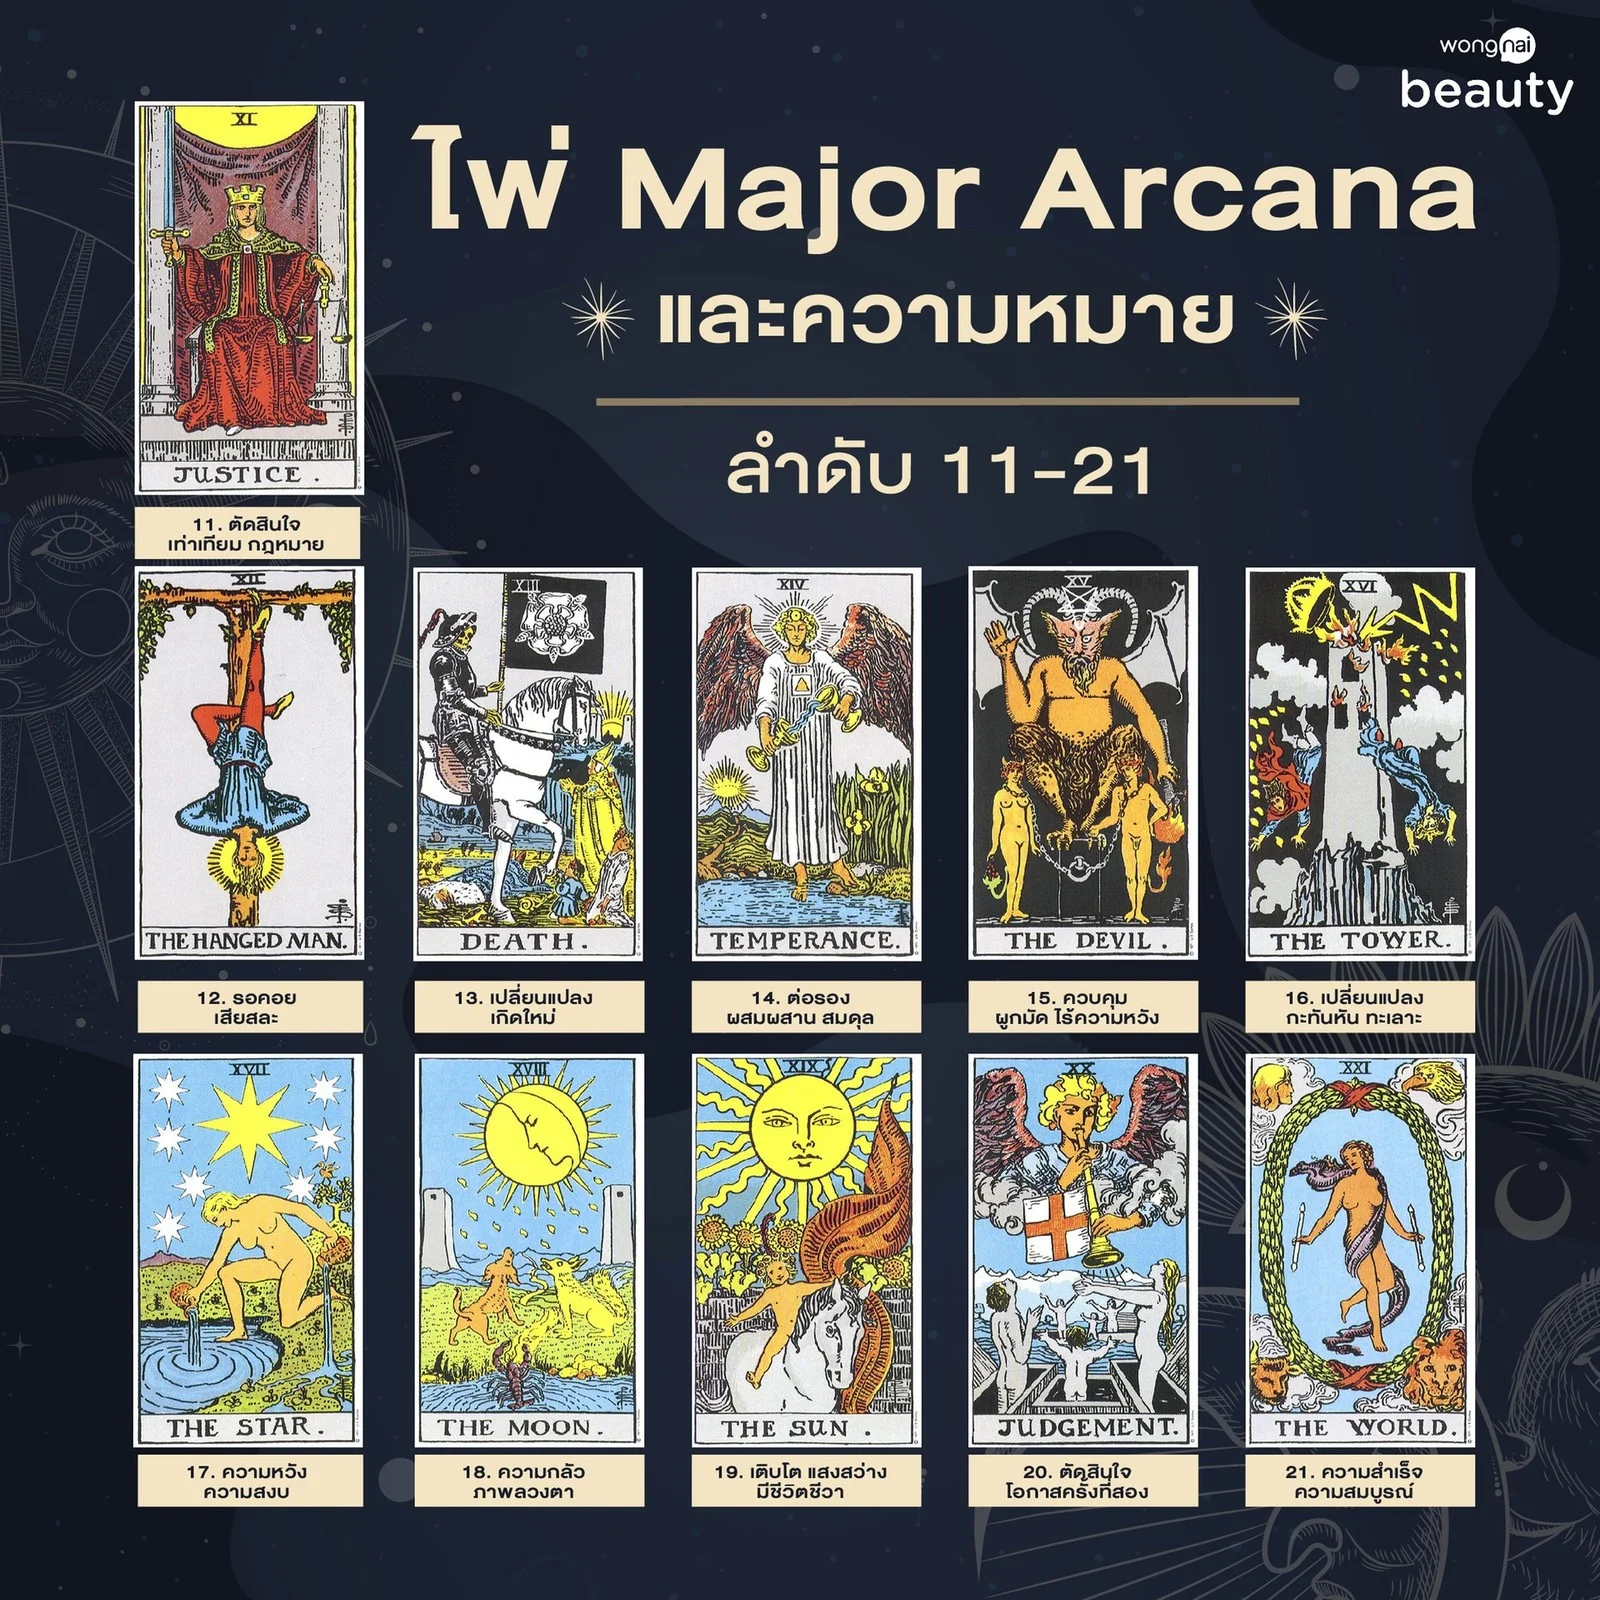 wongnai
beauty
ไพ่ Major Arcana
และความหมาย
ลำดับ 11-21
XI
JUSTICE.
11. ตัดสินใจ
เท่าเทียม กฎหมาย
XII
THE HANGED MAN.
12. รอคอย
เสียสละ
XIII
DEATH.
13. เปลี่ยนแปลง
เกิดใหม่
XIV
TEMPERANCE.
14. ต่อรอง
ผสมผสาน สมดุล
XV
THE DEVIL.
15. ควบคุม
ผูกมัด ไร้ความหวัง
XVI
THE TOWER.
16. เปลี่ยนแปลง
กะทันหัน ทะเลาะ
XVII
THE STAR.
17. ความหวัง
ความสงบ
XVIII
THE MOON.
18. ความกลัว
ภาพลวงตา
XIX
THE SUN.
19. เติบโต แสงสว่าง
มีชีวิตชีวา
XX
JUDGEMENT.
20. ตัดสินใจ
โอกาสครั้งที่สอง
XXI
THE WORLD.
21. ความสำเร็จ
ความสมบูรณ์